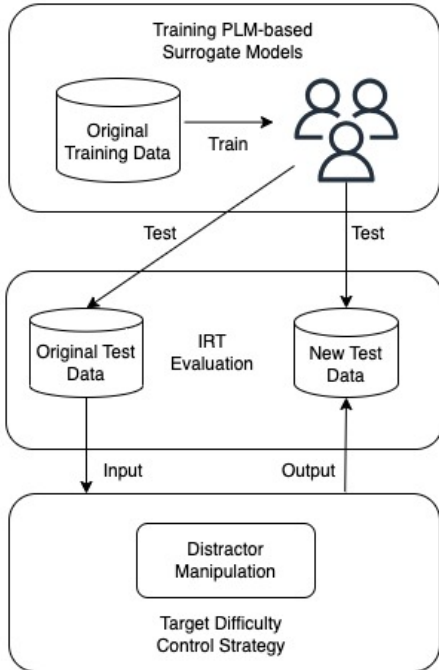 Training PLM-based
Surrogate Models
Original
Training Data
Train
Test
Test
Original Test
Data
IRT
Evaluation
New Test
Data
Input
Output
Distractor
Manipulation
Target Difficulty
Control Strategy